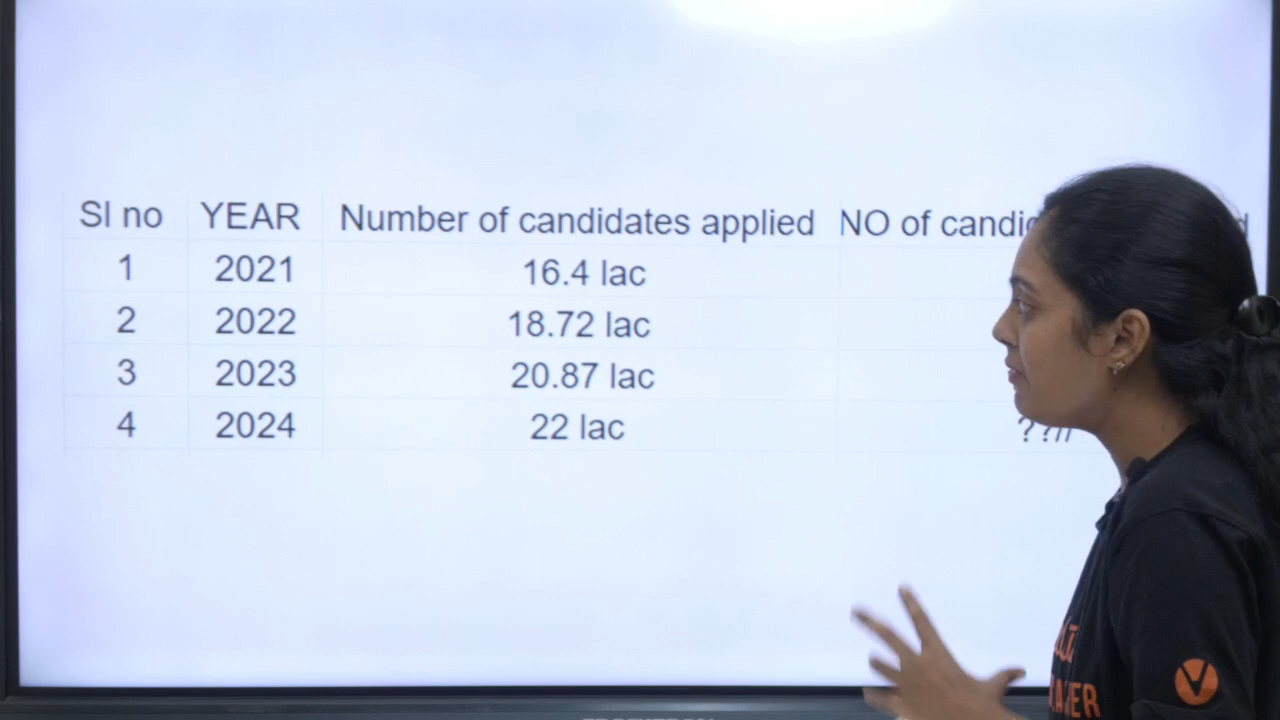 Sl no YEAR Number of candidates applied NO of
1 2021 16.4 lac
2 2022 18.72 lac
3 2023 20.87 lac
4 2024 22 lac ??//